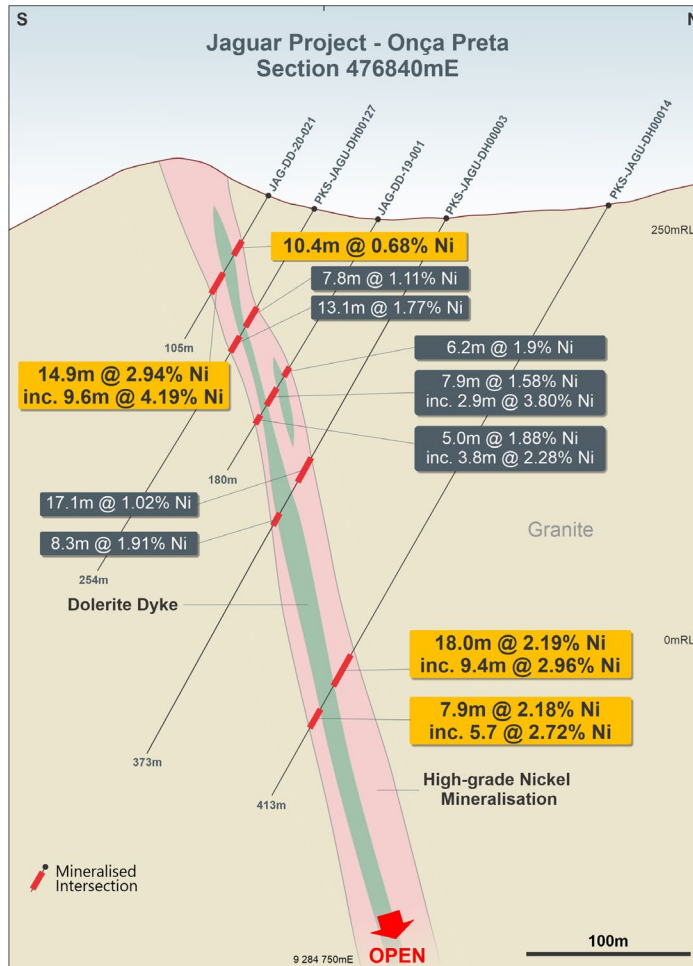 S
N
Jaguar Project - Onça Preta
Section 476840mE
JAG-DD-20-021
PKS-JAGU-DH00127
JAG-DD-19-001
PKS-JAGU-DH00003
PKS-JAGU-DH00014
250mRL
10.4m @ 0.68% Ni
7.8m @ 1.11% Ni
13.1m @ 1.77% Ni
105m
6.2m @ 1.9% Ni
14.9m @ 2.94% Ni
inc. 9.6m @ 4.19% Ni
7.9m @ 1.58% Ni
inc. 2.9m @ 3.80% Ni
5.0m @ 1.88% Ni
inc. 3.8m @ 2.28% Ni
180m
17.1m @ 1.02% Ni
8.3m @ 1.91% Ni
Granite
254m
Dolerite Dyke
0mRL
18.0m @ 2.19% Ni
inc. 9.4m @ 2.96% Ni
7.9m @ 2.18% Ni
inc. 5.7 @ 2.72% Ni
373m
413m
High-grade Nickel
Mineralisation
Mineralised
Intersection
OPEN
9 284 750mE
100m